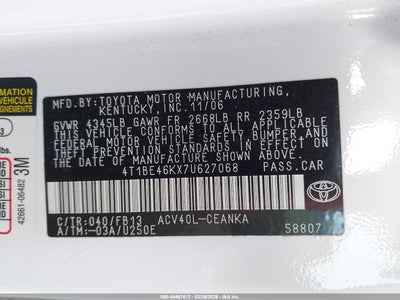 MFD.BY:TOYOTA MOTOR MANUFACTURING,
KENTUCKY, INC. 11/06
GVWR 4345LB GAWR FR 2668LB RR 2359LB
THIS VEHICLE CONFORMS TO ALL APPLICABLE
FEDERAL MOTOR VEHICLE SAFETY, BUMPER, AND
THEFT PREVENTION STANDARDS IN EFFECT ON
THE DATE OF MANUFACTURE SHOWN ABOVE.
4T1BE46KX7U627068 PASS.CAR
C/TR:040/FB13 ACV40L-CEANKA
A/TM:-03A/U250E 58807
TOYOTA
42661-06482 3M